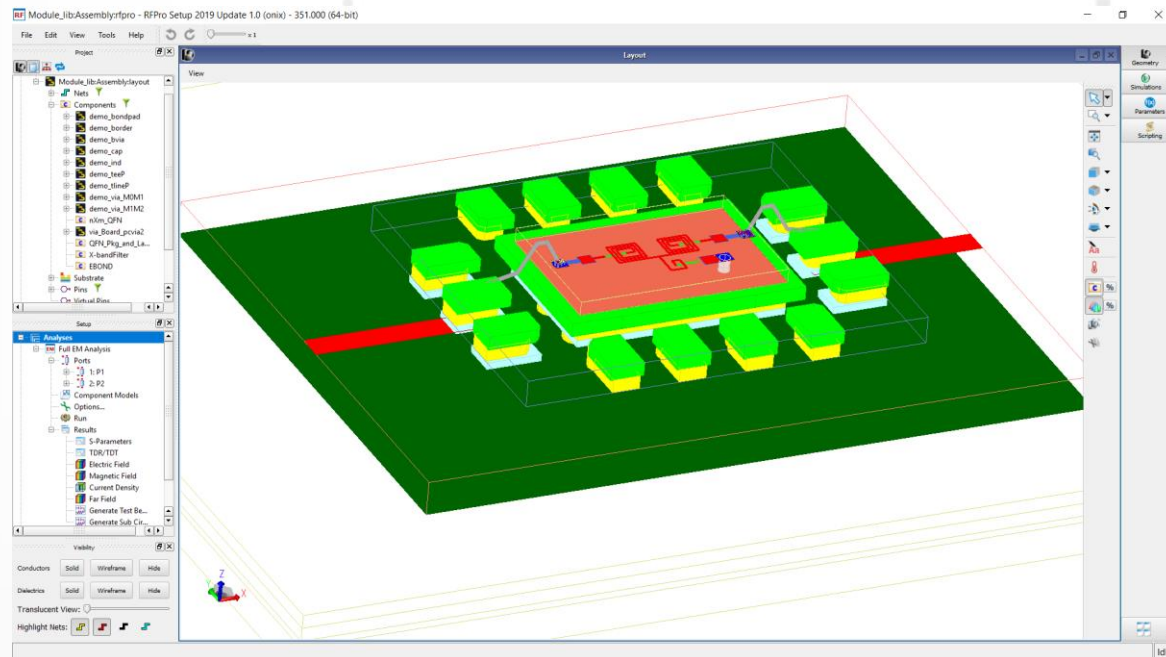 RF Module_lib:Assembly:rfpro - RFPro Setup 2019 Update 1.0 (onix) - 351.000 (64-bit)
File Edit View Tools Help x 1
Project
Module_lib:Assembly:layout
Nets
Components
demo_bondpad
demo_border
demo_bvia
demo_cap
demo_ind
demo_teeP
demo_tlineP
demo_via_M0M1
demo_via_M1M2
nXm_QFN
via_Board_pcvia2
QFN_Pkg_and_La...
X-bandFilter
EBOND
Substrate
Pins
Virtual Pins
Setup
Analyses
EM Full EM Analysis
Ports
1: P1
2: P2
Component Models
Options...
Run
Results
S-Parameters
TDR/TDT
Electric Field
Magnetic Field
Current Density
Far Field
Generate Test Be...
Generate Sub Cir...
Visibility
Conductors Solid Wireframe Hide
Dielectrics Solid Wireframe Hide
Translucent View:
Highlight Nets:
Layout
View
Z
Y
X
Aa
C %
%
Geometry
Simulations
f(x)
Parameters
Scripting
Id